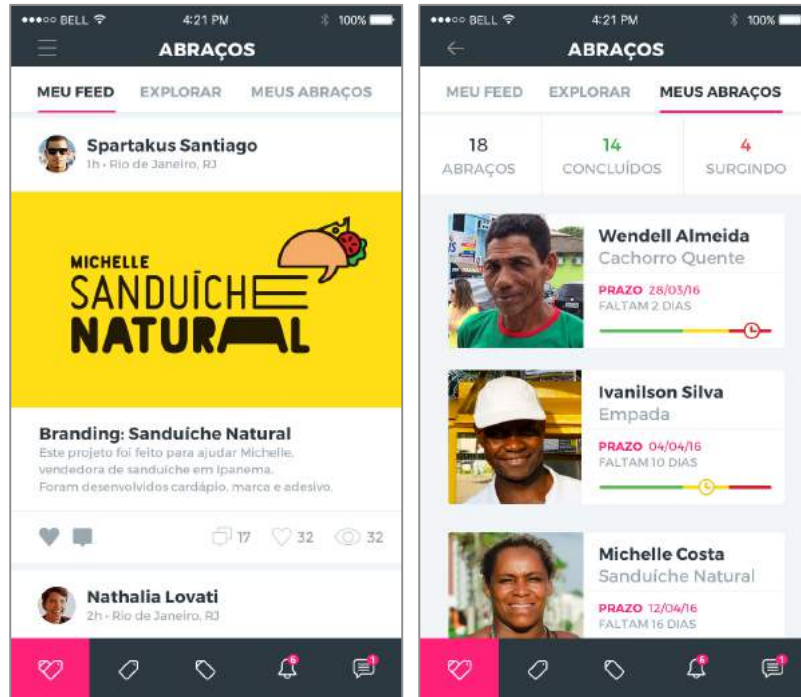 BELL 4:21 PM 100%
ABRAÇOS
MEU FEED EXPLORAR MEUS ABRAÇOS
Spartakus Santiago
1h • Rio de Janeiro, RJ
MICHELLE
SANDUÍCHE
NATURAL
Branding: Sanduíche Natural
Este projeto foi feito para ajudar Michelle,
vendedora de sanduíche em Ipanema.
Foram desenvolvidos cardápio, marca e adesivo.
17 32 32
Nathalia Lovati
2h • Rio de Janeiro, RJ
6 1
BELL 4:21 PM 100%
ABRAÇOS
MEU FEED EXPLORAR MEUS ABRAÇOS
18 14 4
ABRAÇOS CONCLUÍDOS SURGINDO
Wendell Almeida
Cachorro Quente
PRAZO 28/03/16
FALTAM 2 DIAS
Ivanilson Silva
Empada
PRAZO 04/04/16
FALTAM 10 DIAS
Michelle Costa
Sanduíche Natural
PRAZO 12/04/16
FALTAM 16 DIAS
6 1